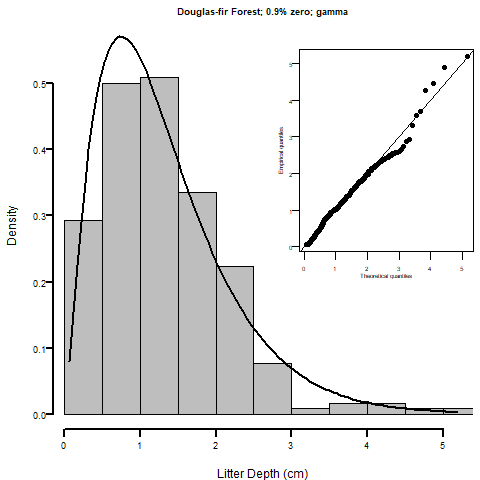 Douglas-fir Forest; 0.9% zero; gamma
Density
0.0
0.1
0.2
0.3
0.4
0.5
0 1 2 3 4 5
Litter Depth (cm)
Empirical quantiles
0
1
2
3
4
5
0 1 2 3 4 5
Theoretical quantiles